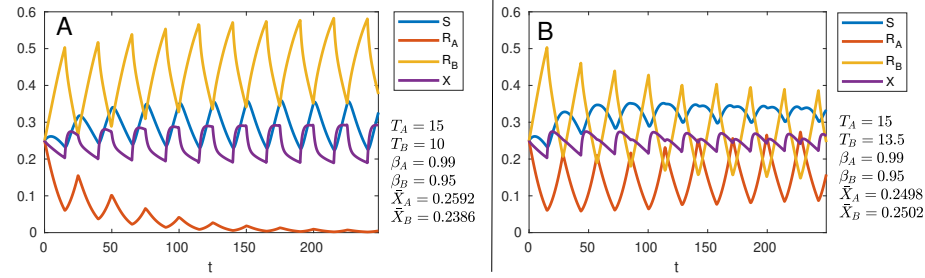 A
0.6
0.5
0.4
0.3
0.2
0.1
0
0 50 100 150 200
t
S
R_A
R_B
X
T_A = 15
T_B = 10
β_A = 0.99
β_B = 0.95
X̄_A = 0.2592
X̄_B = 0.2386
B
0.6
0.5
0.4
0.3
0.2
0.1
0
0 50 100 150 200
t
S
R_A
R_B
X
T_A = 15
T_B = 13.5
β_A = 0.99
β_B = 0.95
X̄_A = 0.2498
X̄_B = 0.2502